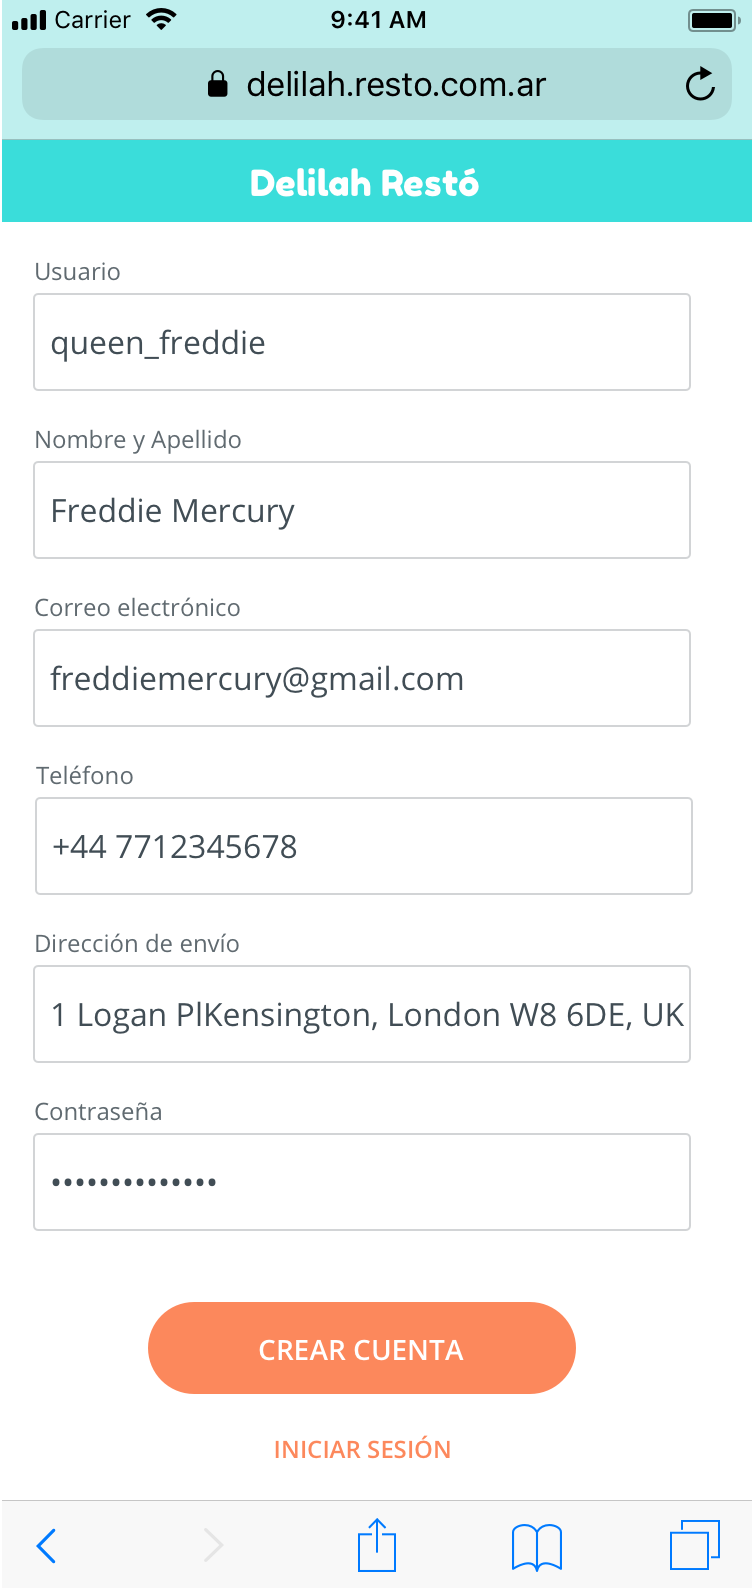 Carrier 9:41 AM
delilah.resto.com.ar
Delilah Restó
Usuario
queen_freddie
Nombre y Apellido
Freddie Mercury
Correo electrónico
freddiemercury@gmail.com
Teléfono
+44 7712345678
Dirección de envío
1 Logan PlKensington, London W8 6DE, UK
Contraseña
••••••••••••••
CREAR CUENTA
INICIAR SESIÓN